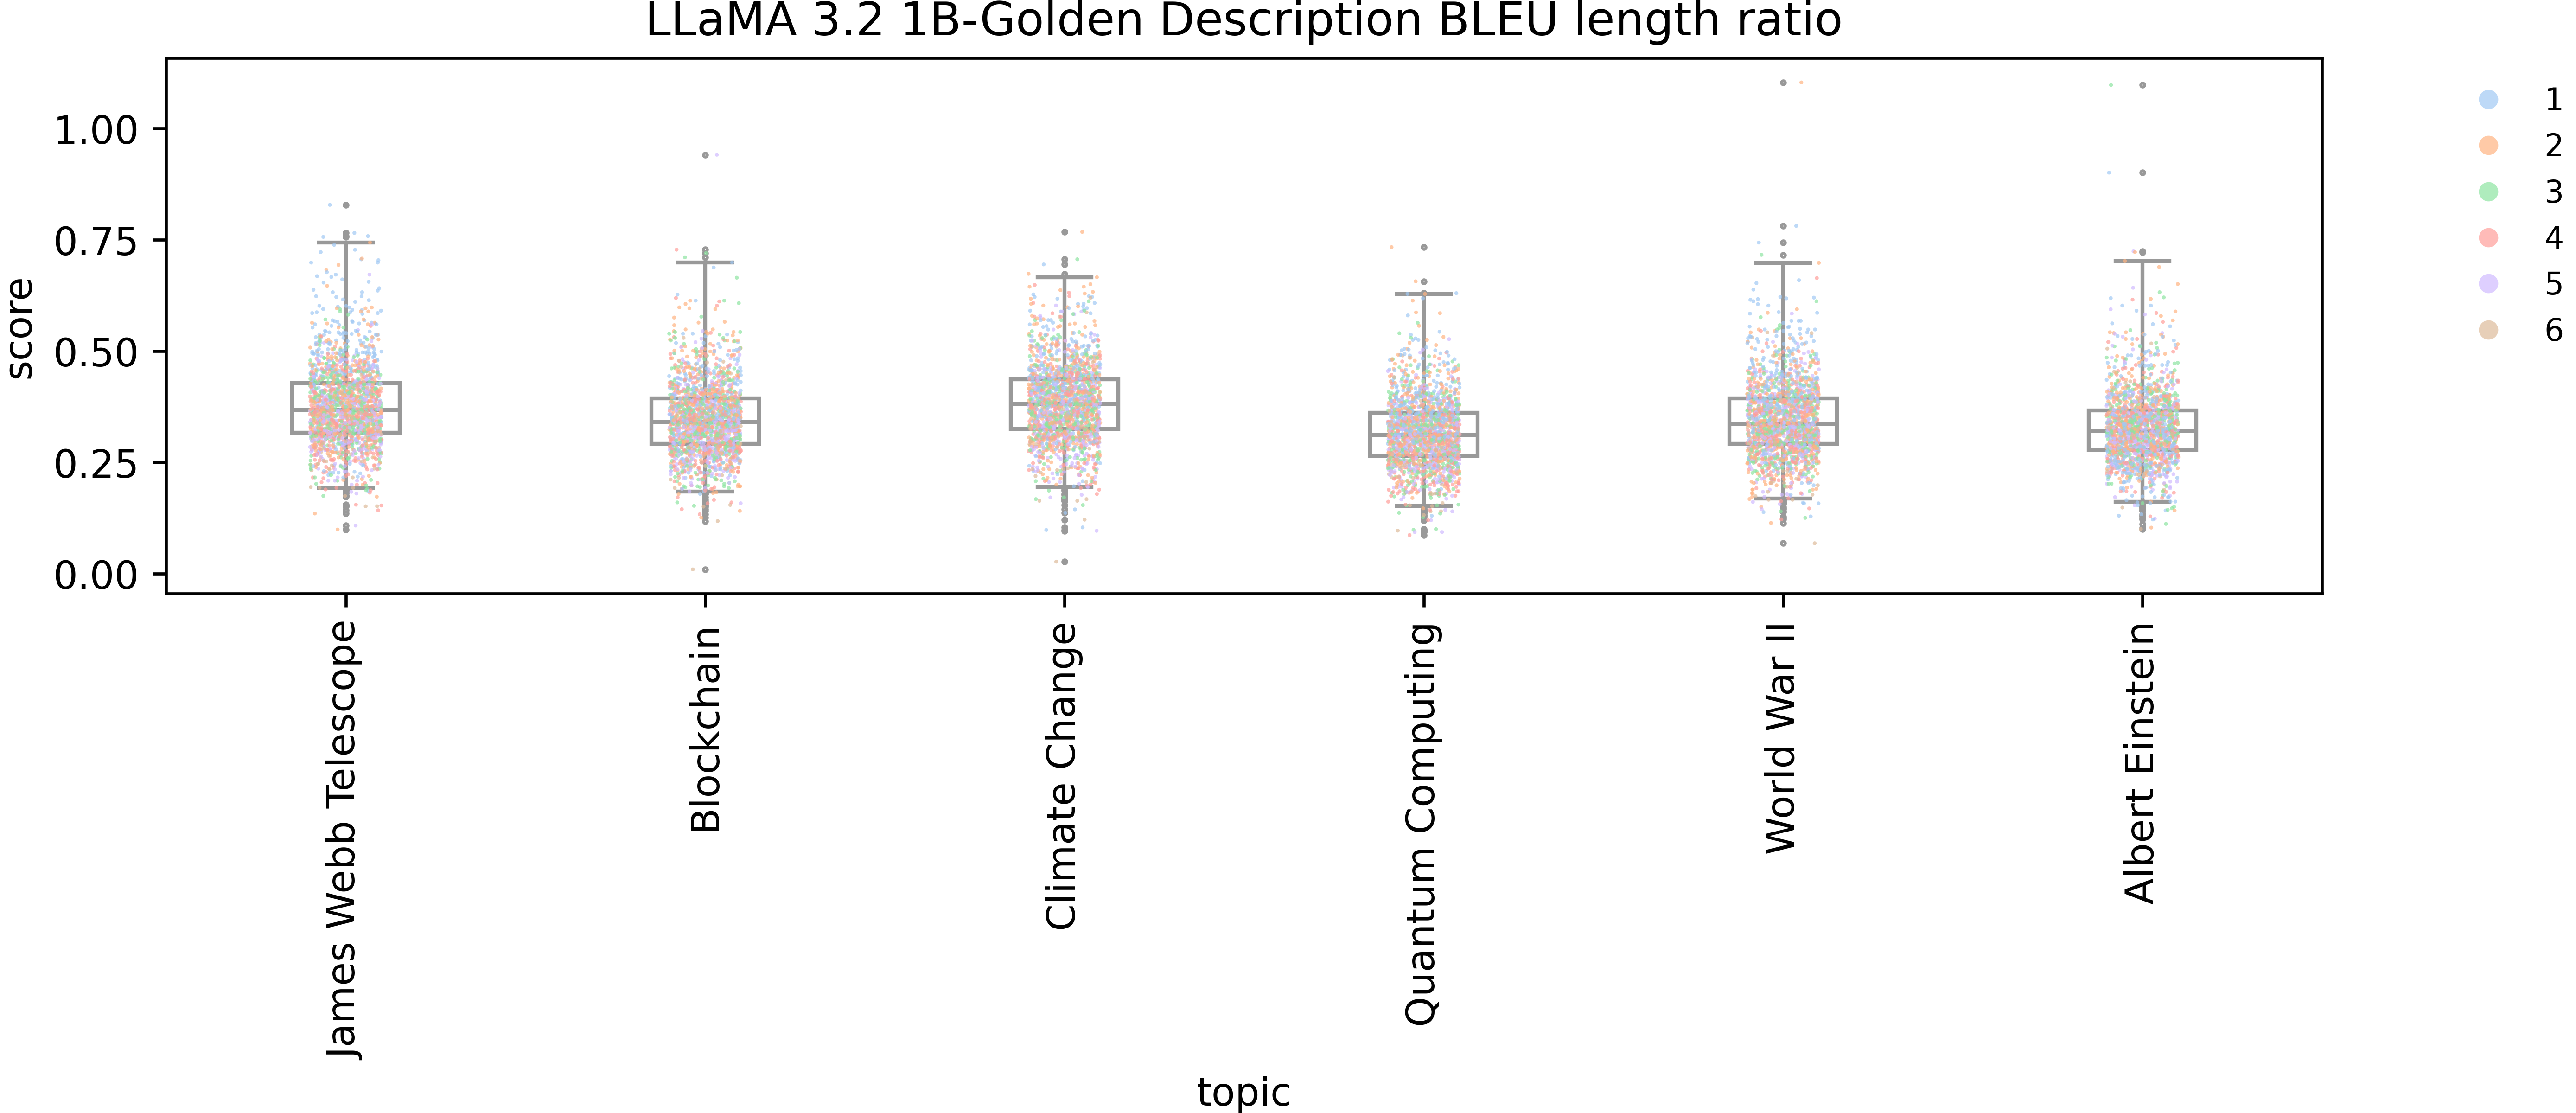 LLaMA 3.2 1B-Golden Description BLEU length ratio
score
1.00
0.75
0.50
0.25
0.00
James Webb Telescope
Blockchain
Climate Change
Quantum Computing
World War II
Albert Einstein
topic
1
2
3
4
5
6